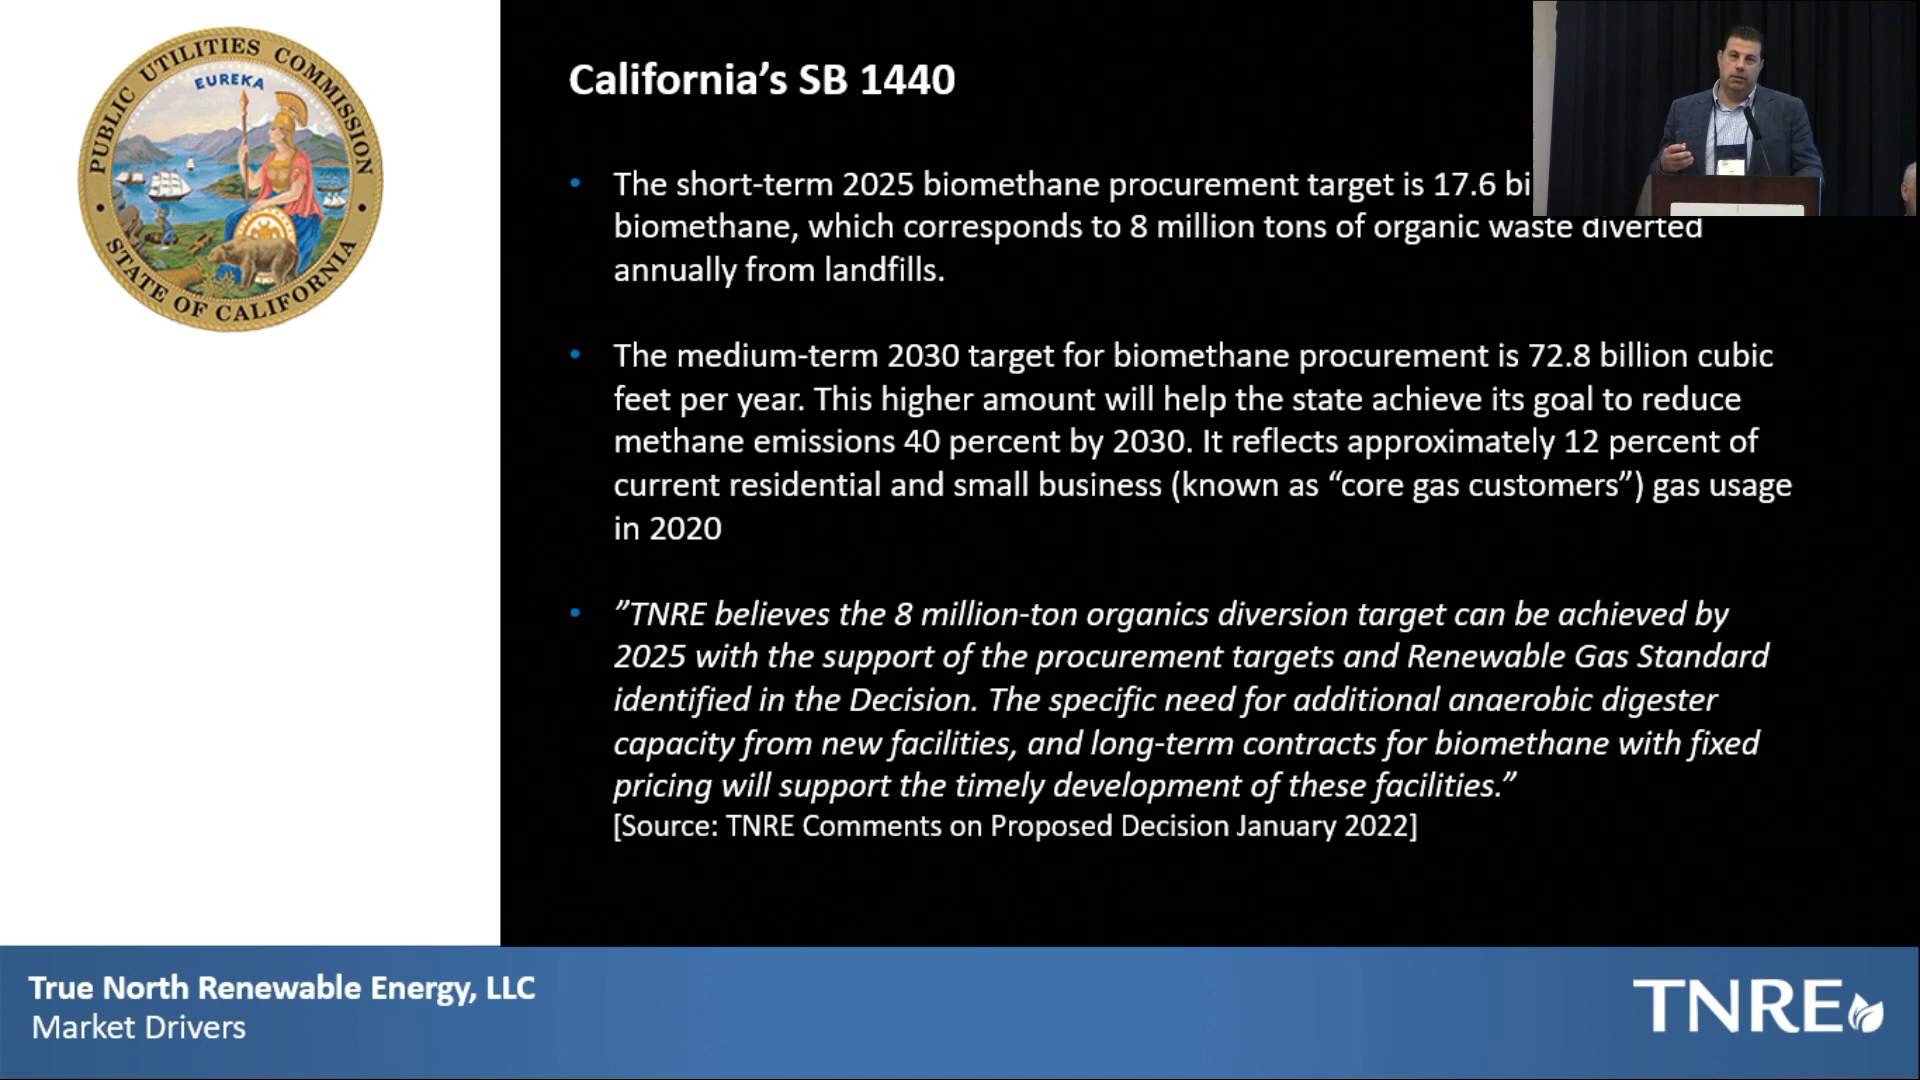 PUBLIC UTILITIES COMMISSION
EUREKA
STATE OF CALIFORNIA
California’s SB 1440
• The short-term 2025 biomethane procurement target is 17.6 bi
biomethane, which corresponds to 8 million tons of organic waste diverted
annually from landfills.
• The medium-term 2030 target for biomethane procurement is 72.8 billion cubic
feet per year. This higher amount will help the state achieve its goal to reduce
methane emissions 40 percent by 2030. It reflects approximately 12 percent of
current residential and small business (known as “core gas customers”) gas usage
in 2020
• ”TNRE believes the 8 million-ton organics diversion target can be achieved by
2025 with the support of the procurement targets and Renewable Gas Standard
identified in the Decision. The specific need for additional anaerobic digester
capacity from new facilities, and long-term contracts for biomethane with fixed
pricing will support the timely development of these facilities.”
[Source: TNRE Comments on Proposed Decision January 2022]
True North Renewable Energy, LLC
Market Drivers
TNRE